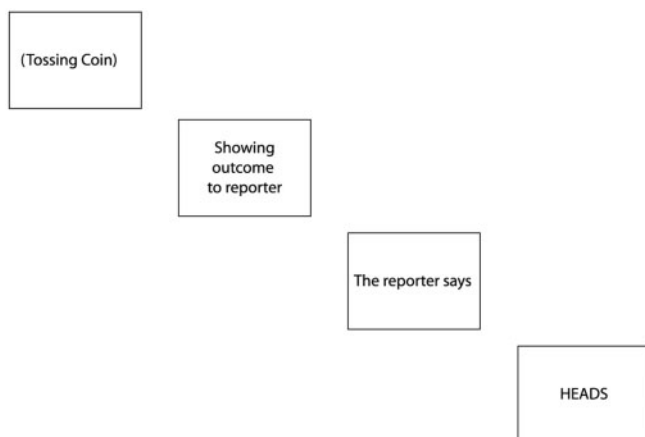 (Tossing Coin)
Showing
outcome
to reporter
The reporter says
HEADS